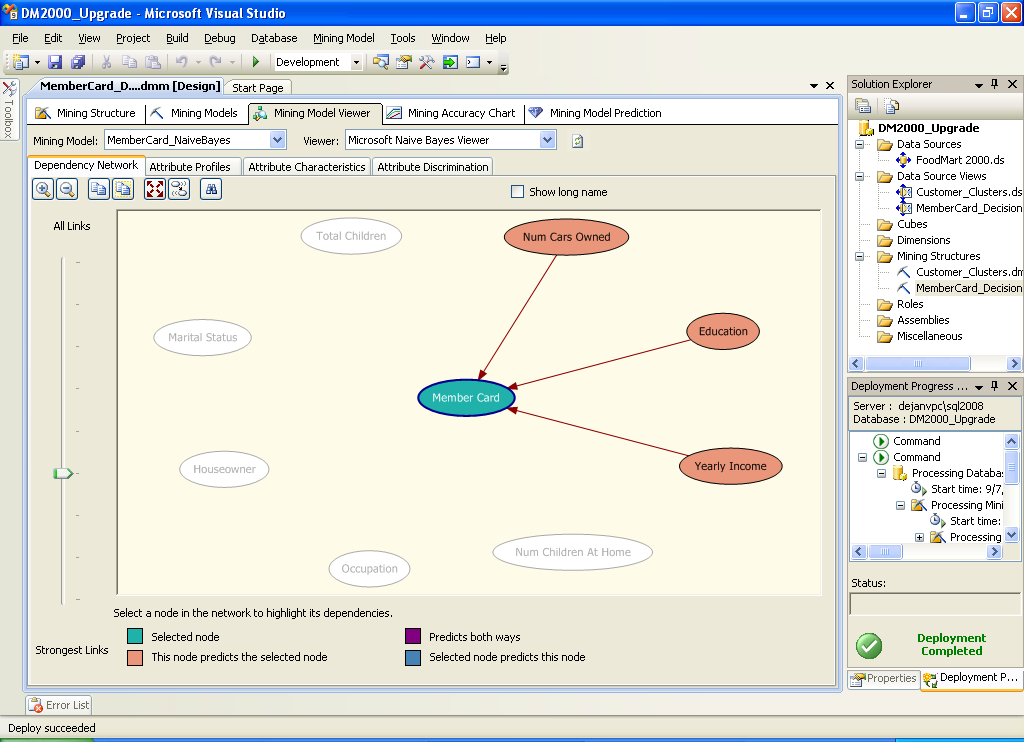 DM2000_Upgrade - Microsoft Visual Studio
File Edit View Project Build Debug Database Mining Model Tools Window Help
Development
Toolbox
MemberCard_D....dmm [Design] Start Page
Mining Structure Mining Models Mining Model Viewer Mining Accuracy Chart Mining Model Prediction
Mining Model: MemberCard_NaiveBayes Viewer: Microsoft Naive Bayes Viewer
Dependency Network Attribute Profiles Attribute Characteristics Attribute Discrimination
Show long name
All Links
Total Children
Num Cars Owned
Marital Status
Education
Member Card
Houseowner
Yearly Income
Num Children At Home
Occupation
Select a node in the network to highlight its dependencies.
Strongest Links
Selected node
Predicts both ways
This node predicts the selected node
Selected node predicts this node
Solution Explorer
DM2000_Upgrade
Data Sources
FoodMart 2000.ds
Data Source Views
Customer_Clusters.ds
MemberCard_Decision
Cubes
Dimensions
Mining Structures
Customer_Clusters.dm
MemberCard_Decision
Roles
Assemblies
Miscellaneous
Deployment Progress ...
Server : dejanvpc\sql2008
Database : DM2000_Upgrade
Command
Command
Processing Databa
Start time: 9/7,
Processing Mini
Start time:
Processing
Status:
Deployment
Completed
Properties Deployment P...
Error List
Deploy succeeded